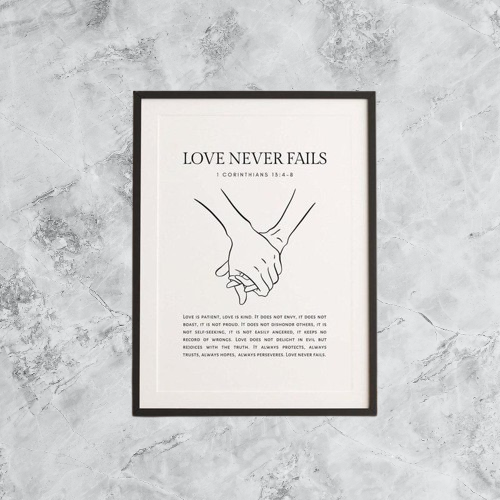 LOVE NEVER FAILS
1 CORINTHIANS 13:4-8
LOVE IS PATIENT, LOVE IS KIND. IT DOES NOT ENVY, IT DOES NOT
BOAST, IT IS NOT PROUD. IT DOES NOT DISHONOR OTHERS, IT IS
NOT SELF-SEEKING, IT IS NOT EASILY ANGERED, IT KEEPS NO
RECORD OF WRONGS. LOVE DOES NOT DELIGHT IN EVIL BUT
REJOICES WITH THE TRUTH. IT ALWAYS PROTECTS, ALWAYS
TRUSTS, ALWAYS HOPES, ALWAYS PERSEVERES. LOVE NEVER FAILS.